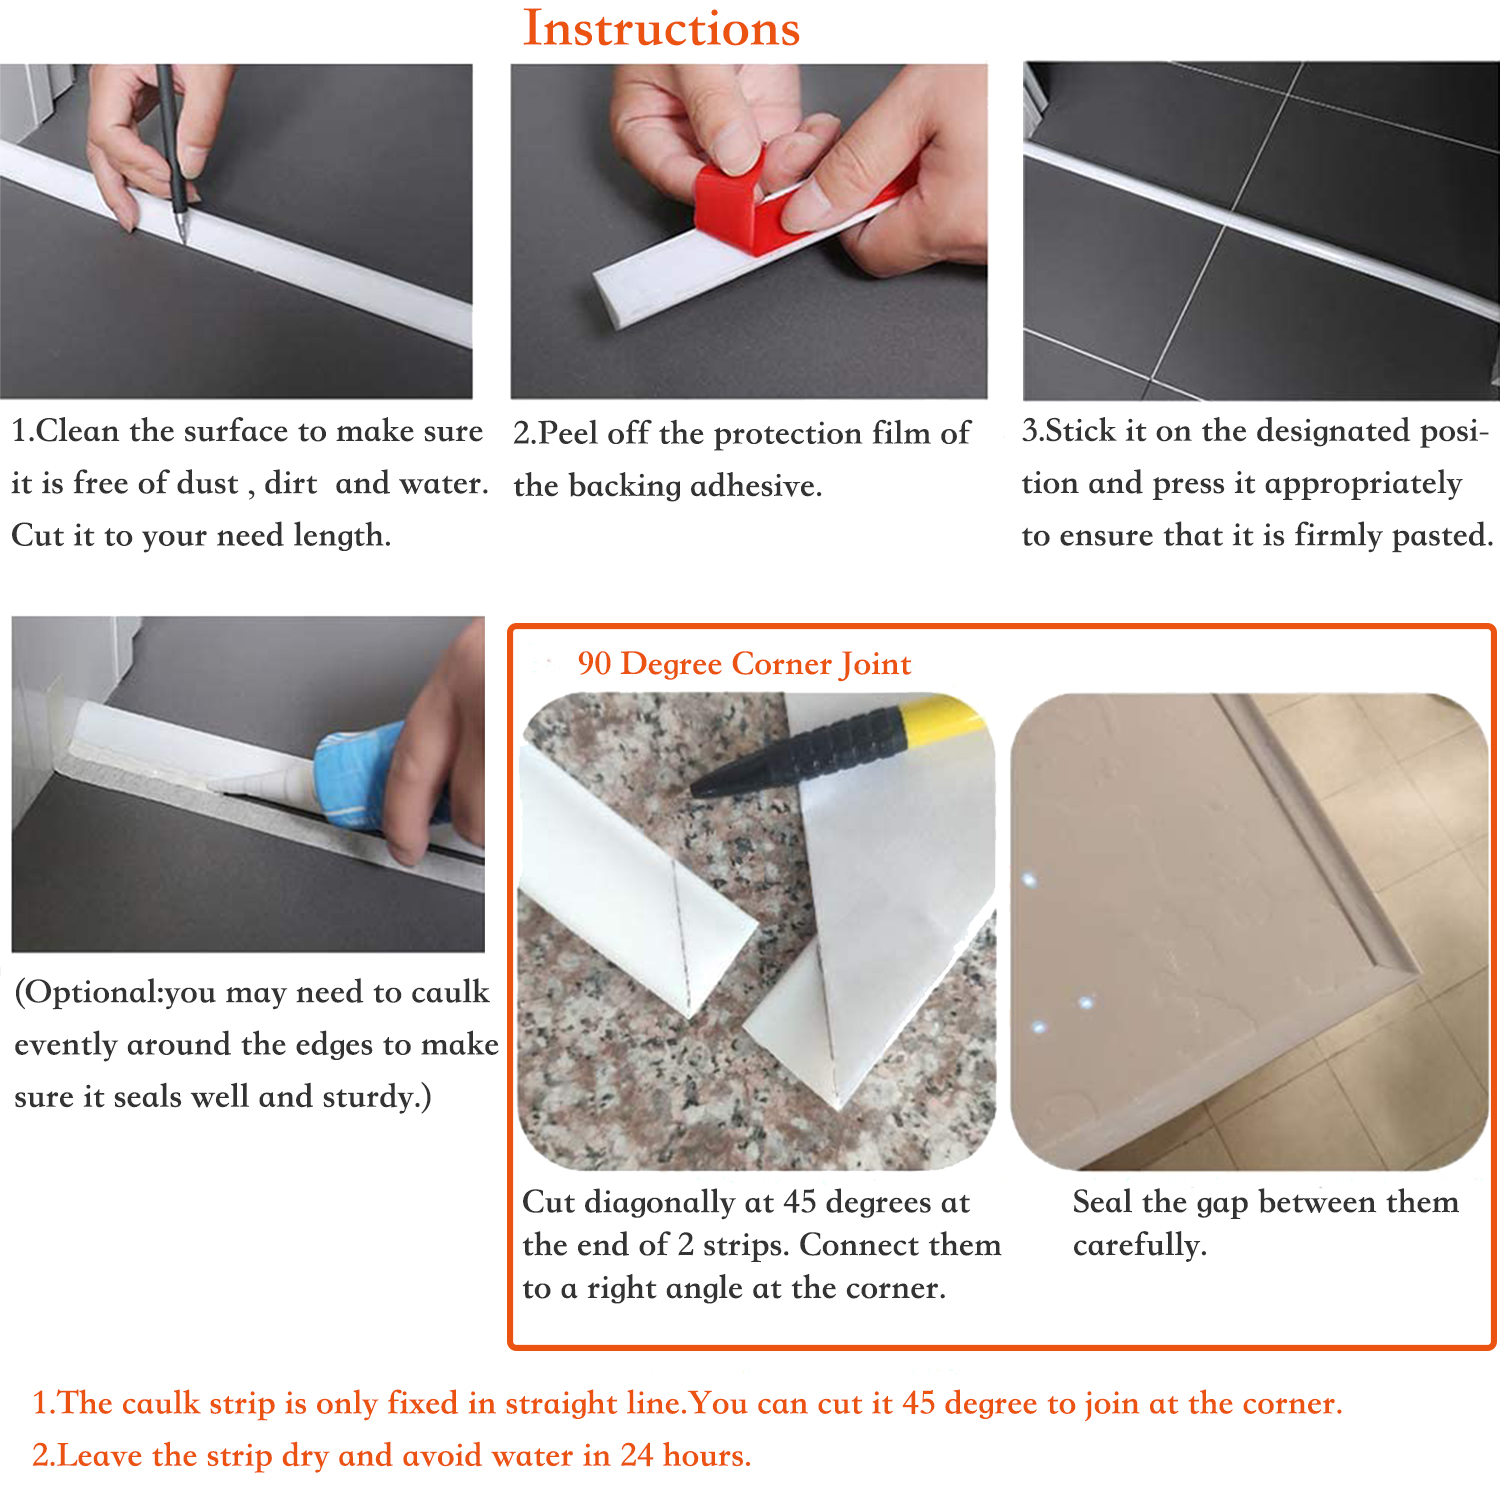 Instructions
1.Clean the surface to make sure
it is free of dust , dirt  and water.
Cut it to your need length.
2.Peel off the protection film of
the backing adhesive.
3.Stick it on the designated posi-
tion and press it appropriately
to ensure that it is firmly pasted.
(Optional:you may need to caulk
evently around the edges to make
sure it seals well and sturdy.)
90 Degree Corner Joint
Cut diagonally at 45 degrees at
the end of 2 strips. Connect them
to a right angle at the corner.
Seal the gap between them
carefully.
1.The caulk strip is only fixed in straight line.You can cut it 45 degree to join at the corner.
2.Leave the strip dry and avoid water in 24 hours.